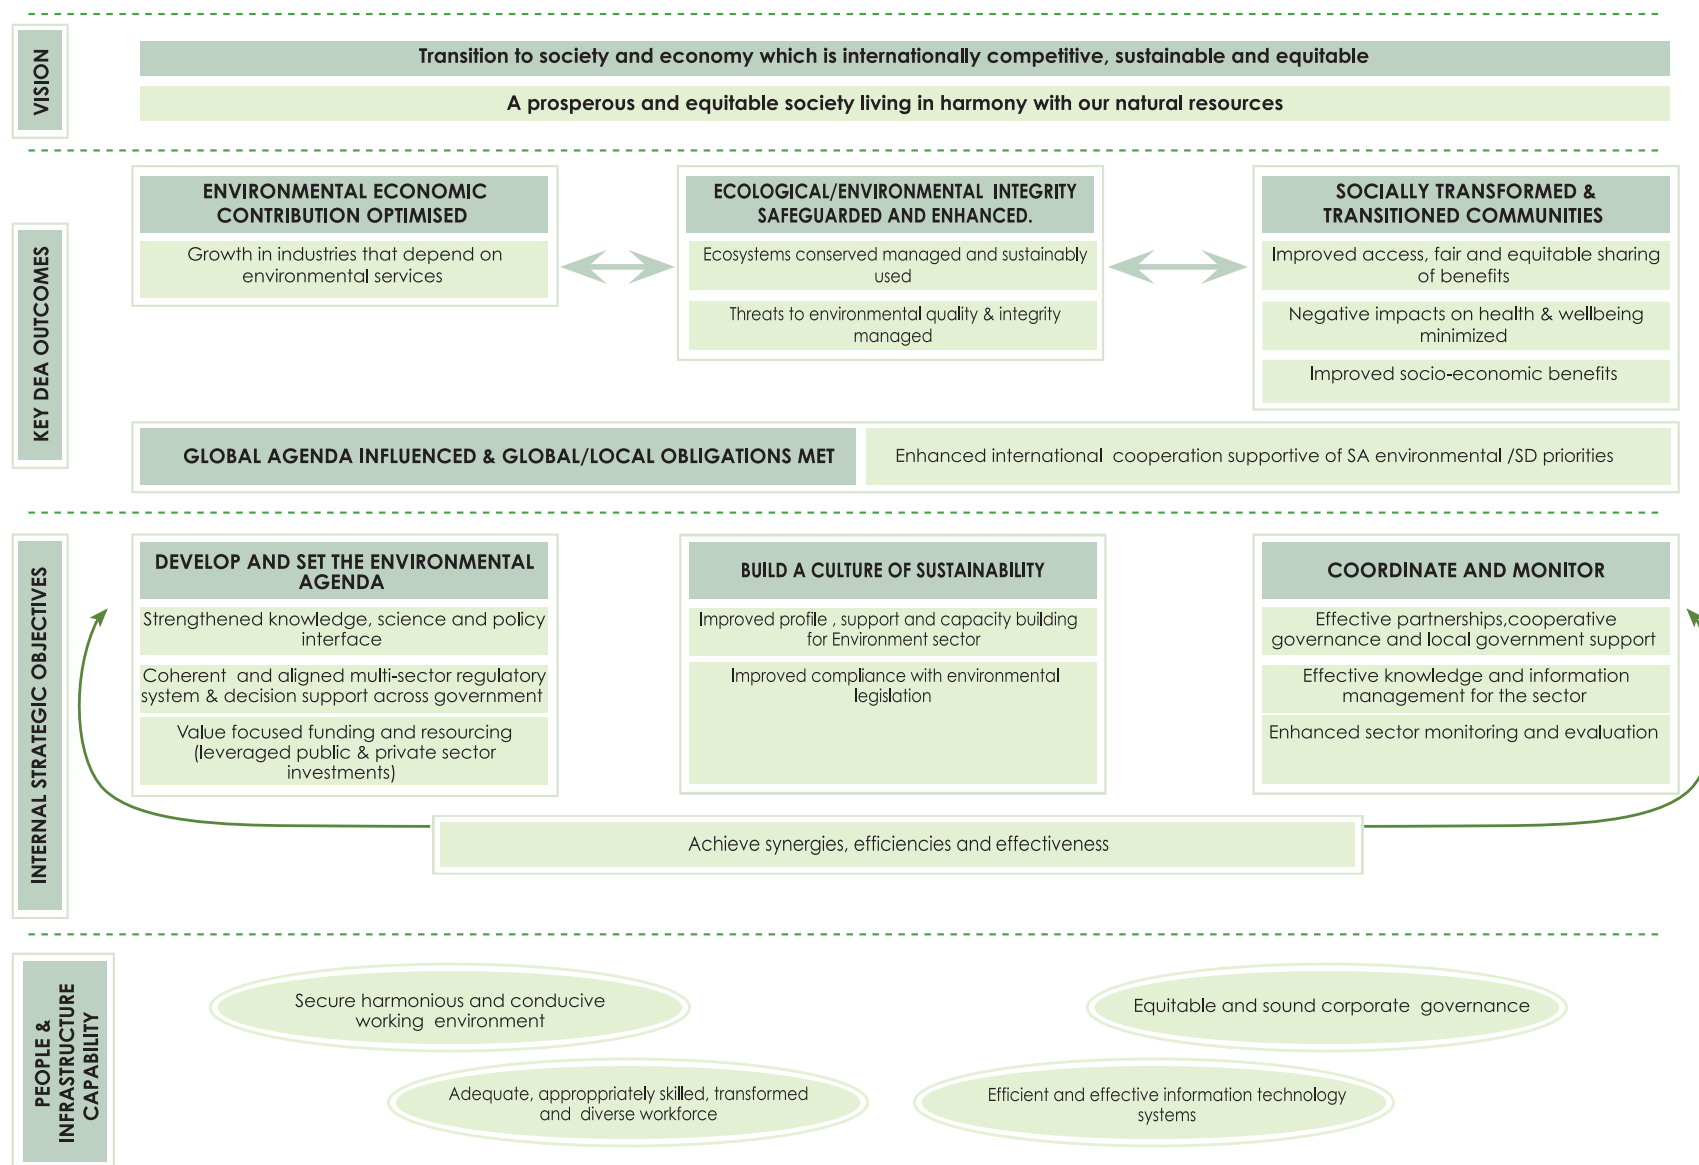 VISION
Transition to society and economy which is internationally competitive, sustainable and equitable
A prosperous and equitable society living in harmony with our natural resources
KEY DEA OUTCOMES
ENVIRONMENTAL ECONOMIC
CONTRIBUTION OPTIMISED
Growth in industries that depend on
environmental services
ECOLOGICAL/ENVIRONMENTAL INTEGRITY
SAFEGUARDED AND ENHANCED.
Ecosystems conserved managed and sustainably
used
Threats to environmental quality & integrity
managed
SOCIALLY TRANSFORMED &
TRANSITIONED COMMUNITIES
Improved access, fair and equitable sharing
of benefits
Negative impacts on health & wellbeing
minimized
Improved socio-economic benefits
GLOBAL AGENDA INFLUENCED & GLOBAL/LOCAL OBLIGATIONS MET
Enhanced international cooperation supportive of SA environmental /SD priorities
INTERNAL STRATEGIC OBJECTIVES
DEVELOP AND SET THE ENVIRONMENTAL
AGENDA
Strengthened knowledge, science and policy
interface
Coherent and aligned multi-sector regulatory
system & decision support across government
Value focused funding and resourcing
(leveraged public & private sector
investments)
BUILD A CULTURE OF SUSTAINABILITY
Improved profile , support and capacity building
for Environment sector
Improved compliance with environmental
legislation
COORDINATE AND MONITOR
Effective partnerships,cooperative
governance and local government support
Effective knowledge and information
management for the sector
Enhanced sector monitoring and evaluation
Achieve synergies, efficiencies and effectiveness
PEOPLE &
INFRASTRUCTURE
CAPABILITY
Secure harmonious and conducive
working environment
Equitable and sound corporate governance
Adequate, approppriately skilled, transformed
and diverse workforce
Efficient and effective information technology
systems